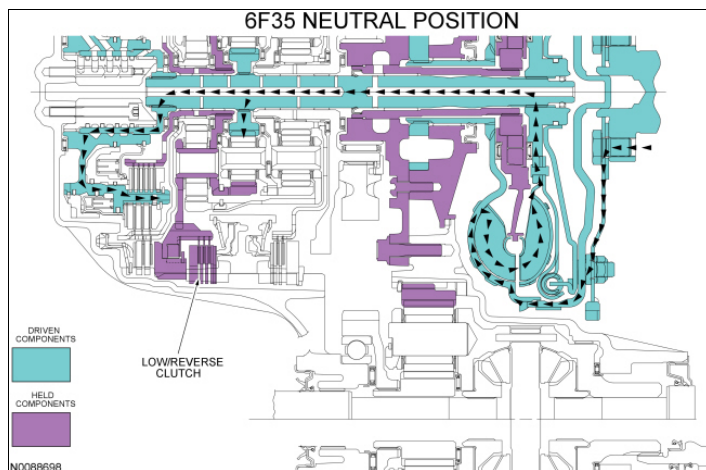 6F35 NEUTRAL POSITION
DRIVEN
COMPONENTS
LOW/REVERSE
CLUTCH
HELD
COMPONENTS
N0088698